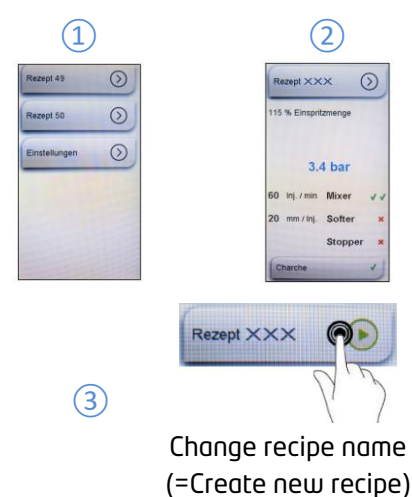 ①
Rezept 49
Rezept 50
Einstellungen
②
Rezept XXX
115 % Einspritzmenge
3.4 bar
60 Inj. / min Mixer ✓✓
20 mm / Inj. Softer ×
Stopper ×
Charche ✓
③
Rezept XXX
Change recipe name
(=Create new recipe)